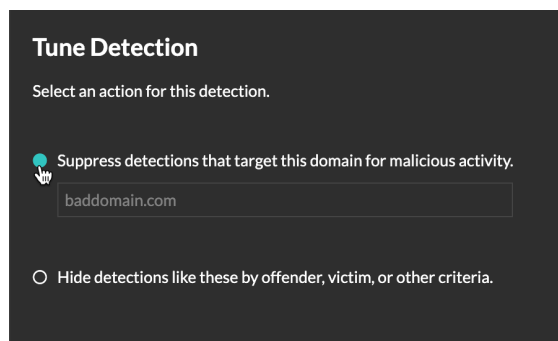 Tune Detection
Select an action for this detection.
Suppress detections that target this domain for malicious activity.
baddomain.com
Hide detections like these by offender, victim, or other criteria.